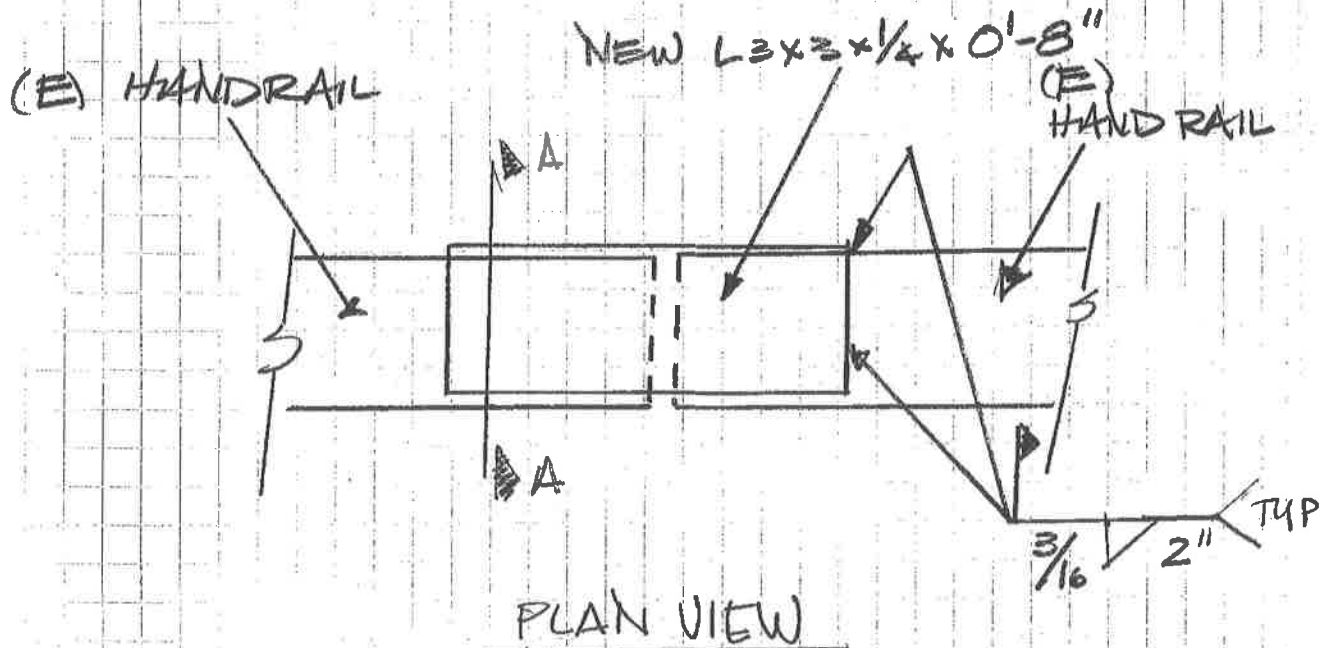 NEW L3x3x1/4 x 0'-8"
(E) HANDRAIL
(E)
HANDRAIL
A
A
3/16 2" TYP
PLAN VIEW